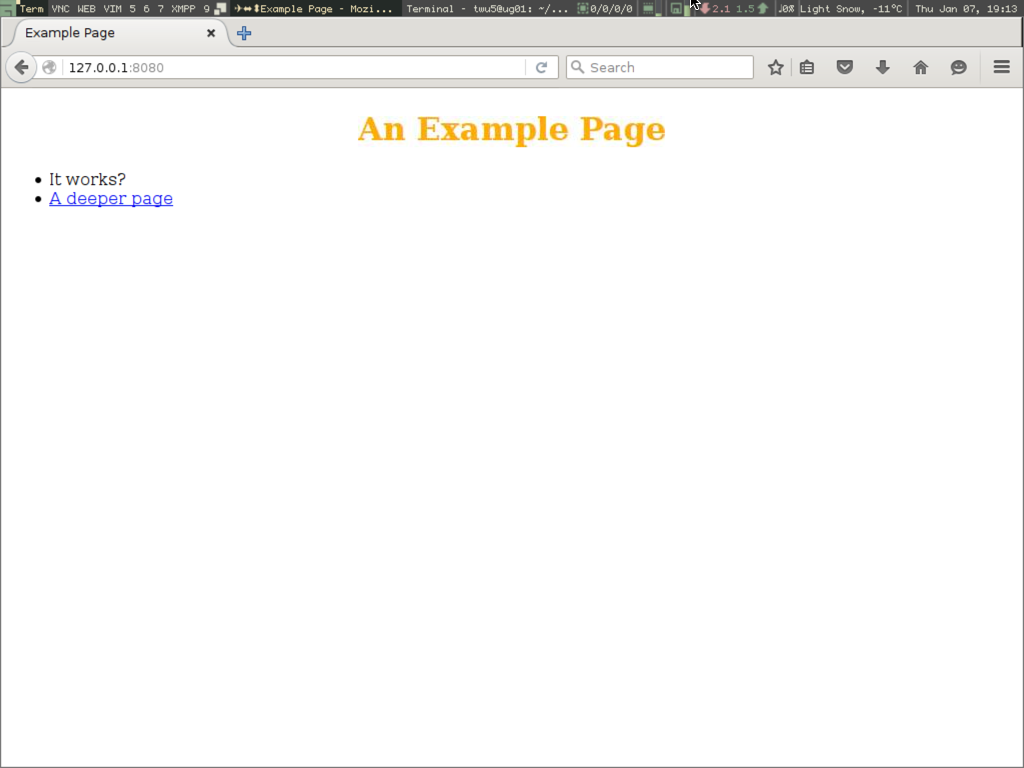 Term VNC WEB VIM 5 6 7 XMPP 9 Example Page - Mozi... Terminal - twu5@ug01: ~/... 0/0/0/0 2.1 1.5 0% Light Snow, -11°C Thu Jan 07, 19:13
Example Page
127.0.0.1:8080 Search
An Example Page
• It works?
• A deeper page